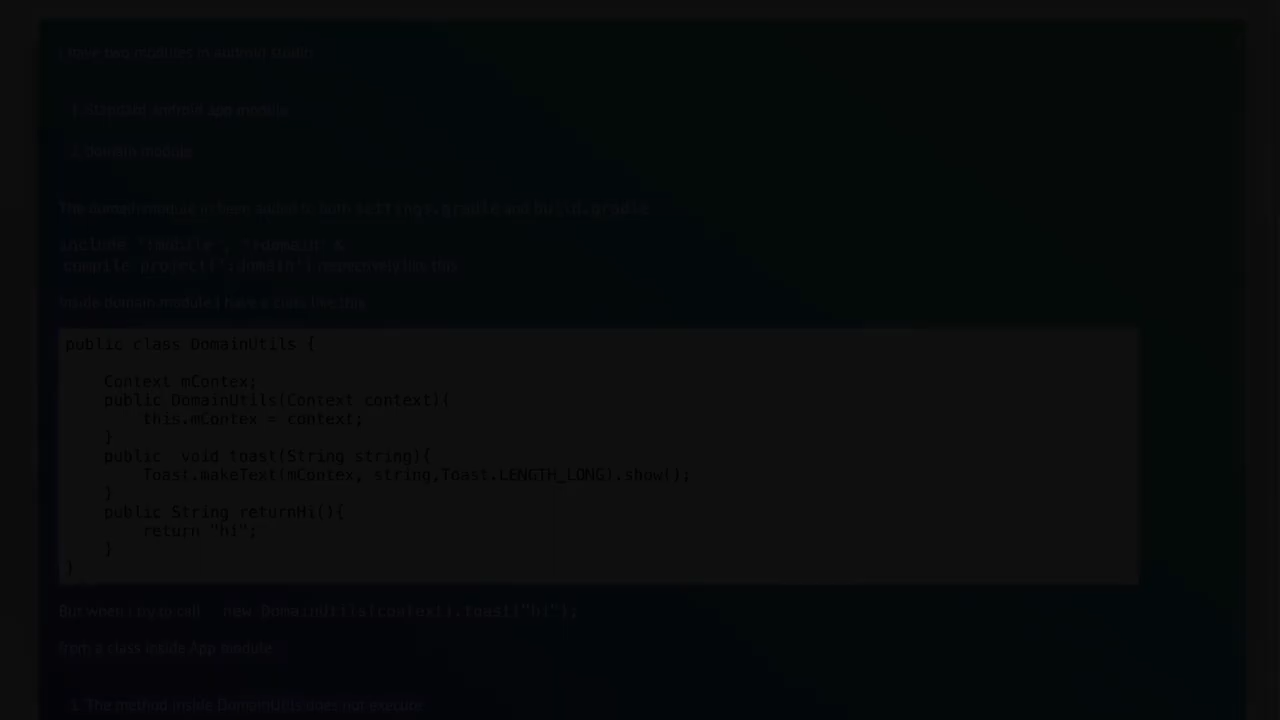 I have two modules in android studio
1. Standard android app module
2. Domain module
The domain module is been added to both settings.gradle and build.gradle
include ':mobile', ':domain' &
compile project(':domain') respectively like this
Inside domain module I have a class like this
public class DomainUtils {
Context mContex;
public DomainUtils(Context context){
this.mContex = context;
}
public  void toast(String string){
Toast.makeText(mContex, string,Toast.LENGTH_LONG).show();
}
public String returnHi(){
return "hi";
}
}
But when i try to call new DomainUtils(context).toast("hi");
from a class inside App module
1. The method inside DomainUtils does not execute